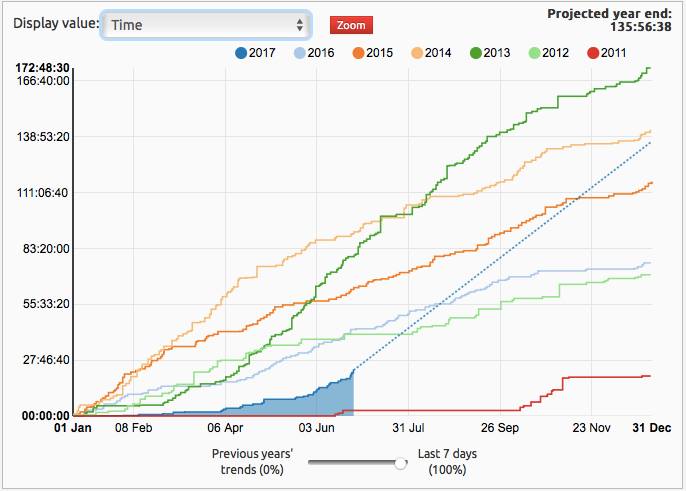 Display value: Time Zoom Projected year end:
135:56:38
2017 2016 2015 2014 2013 2012 2011
172:48:30
166:40:00
138:53:20
111:06:40
83:20:00
55:33:20
27:46:40
00:00:00
01 Jan 08 Feb 06 Apr 03 Jun 31 Jul 26 Sep 23 Nov 31 Dec
Previous years' Last 7 days
trends (0%) (100%)